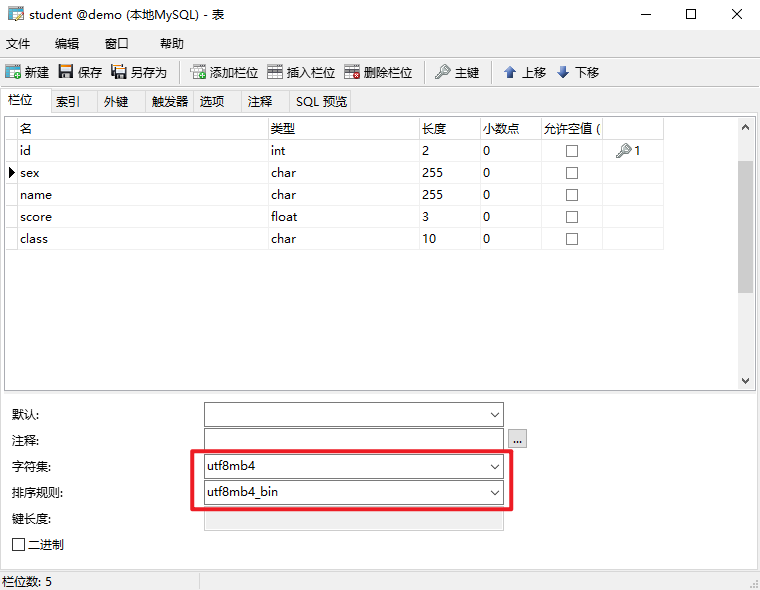 student @demo (本地MySQL) - 表
文件 编辑 窗口 帮助
新建 保存 另存为 添加栏位 插入栏位 删除栏位 主键 上移 下移
栏位 索引 外键 触发器 选项 注释 SQL 预览
名 类型 长度 小数点 允许空值 (
id int 2 0 1
sex char 255 0
name char 255 0
score float 3 0
class char 10 0
默认:
注释: ...
字符集: utf8mb4
排序规则: utf8mb4_bin
键长度:
二进制
栏位数: 5